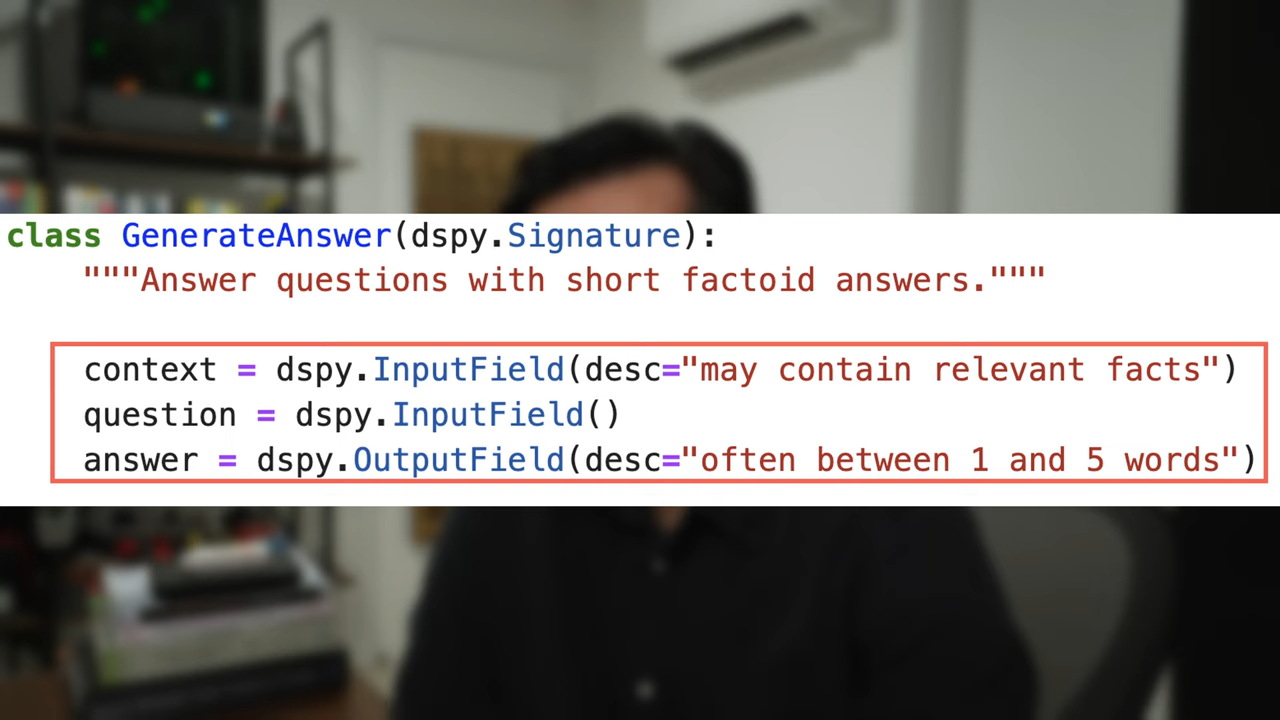 class GenerateAnswer(dspy.Signature):
"""Answer questions with short factoid answers."""
context = dspy.InputField(desc="may contain relevant facts")
question = dspy.InputField()
answer = dspy.OutputField(desc="often between 1 and 5 words")